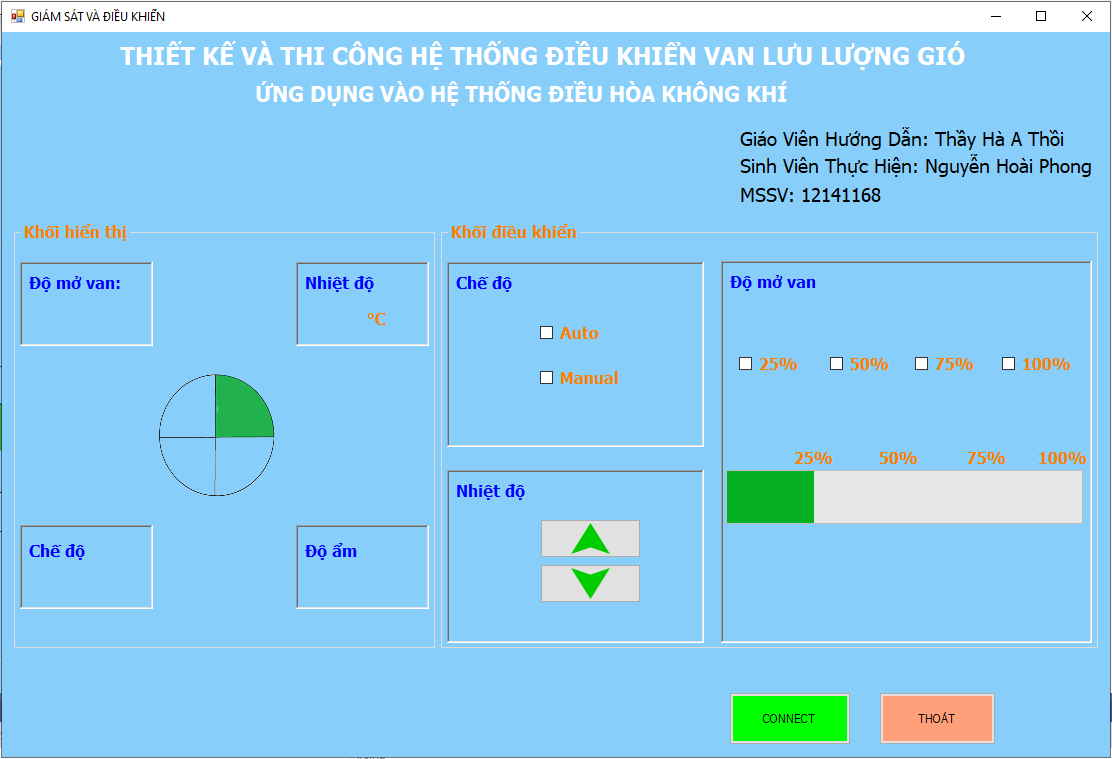 GIÁM SÁT VÀ ĐIỀU KHIỂN
THIẾT KẾ VÀ THI CÔNG HỆ THỐNG ĐIỀU KHIỂN VAN LƯU LƯỢNG GIÓ
ỨNG DỤNG VÀO HỆ THỐNG ĐIỀU HÒA KHÔNG KHÍ
Giáo Viên Hướng Dẫn: Thầy Hà A Thồi
Sinh Viên Thực Hiện: Nguyễn Hoài Phong
MSSV: 12141168
Khối hiển thị
Độ mở van:
Nhiệt độ
°C
Chế độ
Độ ẩm
Khối điều khiển
Chế độ
Auto
Manual
Nhiệt độ
Độ mở van
25% 50% 75% 100%
25% 50% 75% 100%
CONNECT
THOÁT